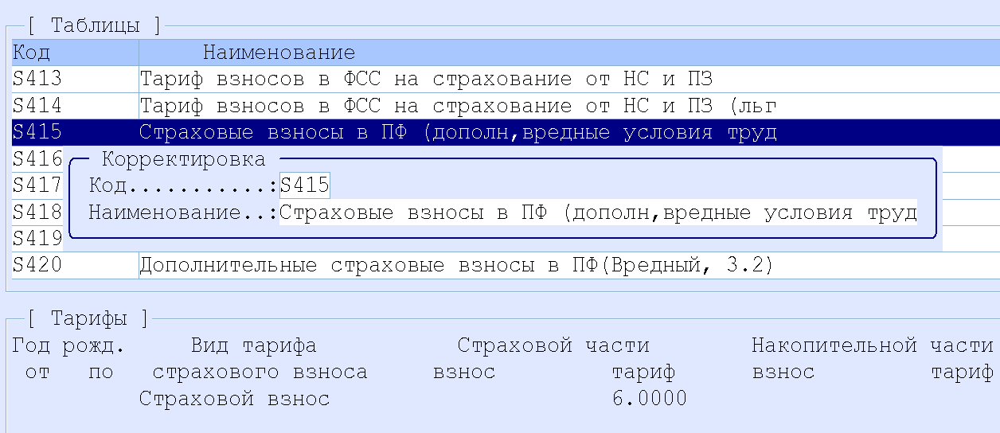 [ Таблицы ]
Код Наименование
S413 Тариф взносов в ФСС на страхование от НС и ПЗ
S414 Тариф взносов в ФСС на страхование от НС и ПЗ (льг
S415 Страховые взносы в ПФ (дополн,вредные условия труд
S416 Корректировка
S417 Код...........:S415
S418 Наименование..:Страховые взносы в ПФ (дополн,вредные условия труд
S419
S420 Дополнительные страховые взносы в ПФ(Вредный, 3.2)
[ Тарифы ]
Год рожд. Вид тарифа Страховой части Накопительной части
от по страхового взноса взнос тариф взнос тариф
Страховой взнос 6.0000